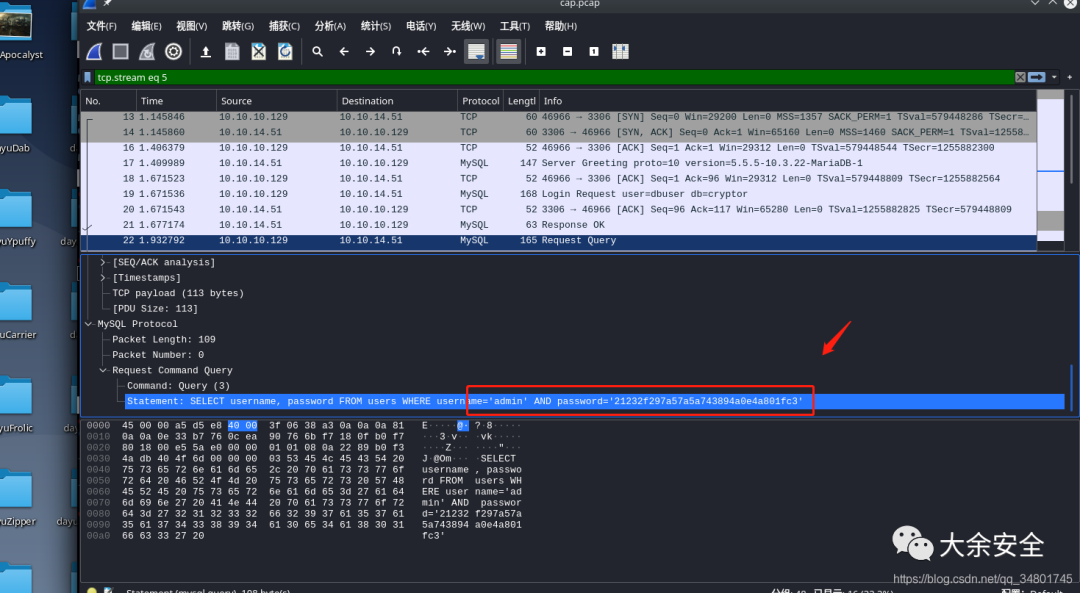 cap.pcap
文件(F) 编辑(E) 视图(V) 跳转(G) 捕获(C) 分析(A) 统计(S) 电话(Y) 无线(W) 工具(T) 帮助(H)
tcp.stream eq 5
No. Time Source Destination Protocol Lengtl Info
13 1.145846 10.10.10.129 10.10.14.51 TCP 60 46966 → 3306 [SYN] Seq=0 Win=29200 Len=0 MSS=1357 SACK_PERM=1 TSval=579448286 TSecr=…
14 1.145860 10.10.14.51 10.10.10.129 TCP 60 3306 → 46966 [SYN, ACK] Seq=0 Ack=1 Win=65160 Len=0 MSS=1460 SACK_PERM=1 TSval=12558…
16 1.406379 10.10.10.129 10.10.14.51 TCP 52 46966 → 3306 [ACK] Seq=1 Ack=1 Win=29312 Len=0 TSval=579448544 TSecr=1255882300
17 1.409989 10.10.14.51 10.10.10.129 MySQL 147 Server Greeting proto=10 version=5.5.5-10.3.22-MariaDB-1
18 1.671523 10.10.10.129 10.10.14.51 TCP 52 46966 → 3306 [ACK] Seq=1 Ack=96 Win=29312 Len=0 TSval=579448809 TSecr=1255882564
19 1.671536 10.10.10.129 10.10.14.51 MySQL 168 Login Request user=dbuser db=cryptor
20 1.671543 10.10.14.51 10.10.10.129 TCP 52 3306 → 46966 [ACK] Seq=96 Ack=117 Win=65280 Len=0 TSval=1255882825 TSecr=579448809
21 1.677174 10.10.14.51 10.10.10.129 MySQL 63 Response OK
22 1.932792 10.10.10.129 10.10.14.51 MySQL 165 Request Query
[SEQ/ACK analysis]
[Timestamps]
TCP payload (113 bytes)
[PDU Size: 113]
MySQL Protocol
Packet Length: 109
Packet Number: 0
Request Command Query
Command: Query (3)
Statement: SELECT username, password FROM users WHERE username='admin' AND password='21232f297a57a5a743894a0e4a801fc3'
0000 45 00 00 a5 d5 e8 40 00 3f 06 38 a3 0a 0a 0a 81 E·····@· ?·8·····
0010 0a 0a 0e 33 b7 76 0c ea 90 76 6b f7 18 0f b0 f7 ···3·v·· ·vk·····
0020 80 18 00 e5 5a e0 00 00 01 01 08 0a 22 89 b0 f3 ····Z··· ····"···
0030 4a db 40 4f 6d 00 00 00 03 53 45 4c 45 43 54 20 J·@Om··· ·SELECT
0040 75 73 65 72 6e 61 6d 65 2c 20 70 61 73 73 77 6f username , passwo
0050 72 64 20 46 52 4f 4d 20 75 73 65 72 73 20 57 48 rd FROM users WH
0060 45 52 45 20 75 73 65 72 6e 61 6d 65 3d 27 61 64 ERE user name='ad
0070 6d 69 6e 27 20 41 4e 44 20 70 61 73 73 77 6f 72 min' AND passwor
0080 64 3d 27 32 31 32 33 32 66 32 39 37 61 35 37 61 d='21232 f297a57a
0090 35 61 37 34 33 38 39 34 61 30 65 34 61 38 30 31 5a743894 a0e4a801
00a0 66 63 33 27 20 fc3'
Apocalyst
ayuDab
uYpuffy
uCarrier
uFrolic
uZipper
大余安全
https://blog.csdn.net/qq_34801745